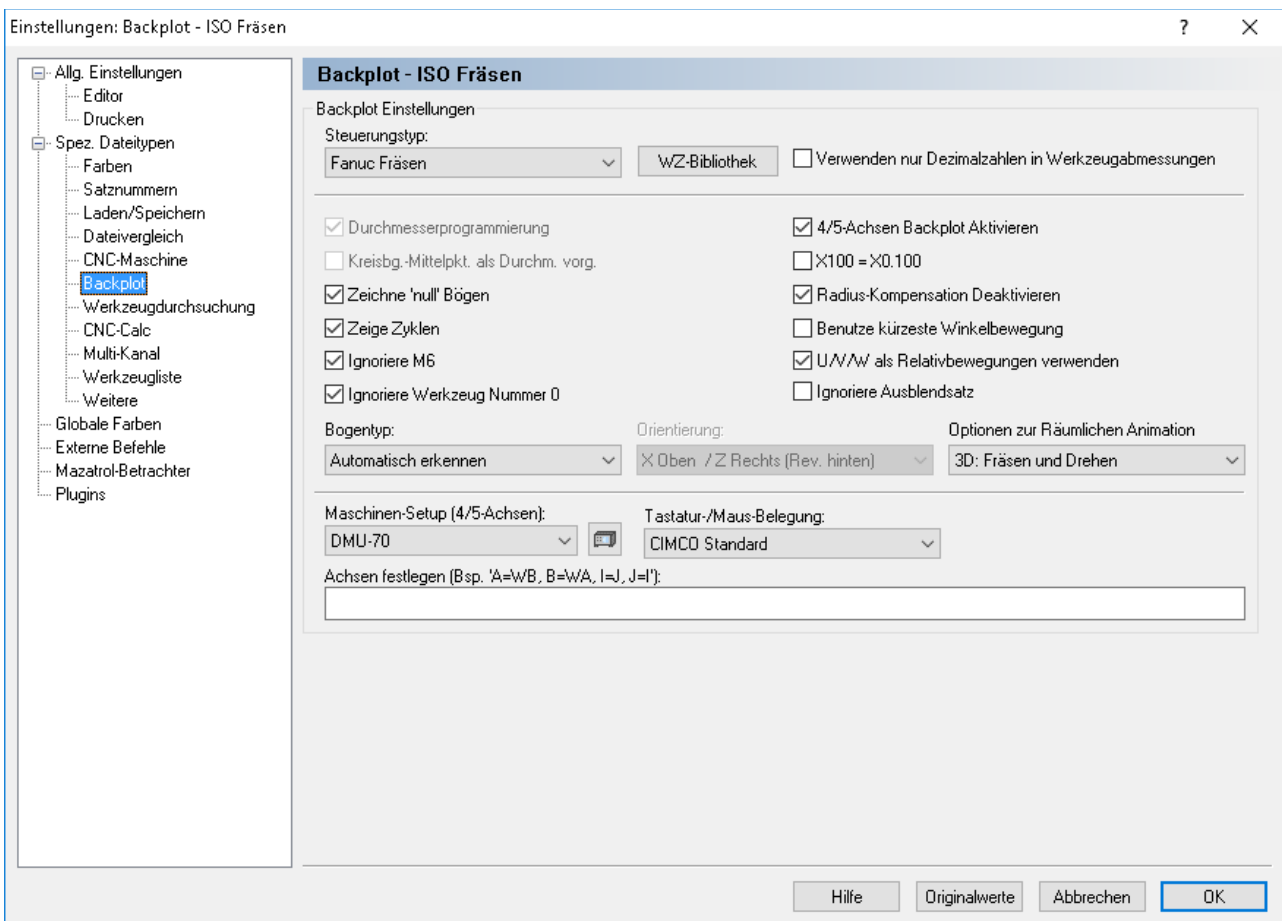 Einstellungen: Backplot - ISO Fräsen
?
Allg. Einstellungen
Editor
Drucken
Spez. Dateitypen
Farben
Satznummern
Laden/Speichern
Dateivergleich
CNC-Maschine
Backplot
Werkzeugdurchsuchung
CNC-Calc
Multi-Kanal
Werkzeugliste
Weitere
Globale Farben
Externe Befehle
Mazatrol-Betrachter
Plugins
Backplot - ISO Fräsen
Backplot Einstellungen
Steuerungstyp:
Fanuc Fräsen
WZ-Bibliothek
Verwenden nur Dezimalzahlen in Werkzeugabmessungen
Durchmesserprogrammierung
4/5-Achsen Backplot Aktivieren
Kreisbg.-Mittelpkt. als Durchm. vorg.
X100 = X0.100
Zeichne 'null' Bögen
Radius-Kompensation Deaktivieren
Zeige Zyklen
Benutze kürzeste Winkelbewegung
Ignoriere M6
U/V/W als Relativbewegungen verwenden
Ignoriere Werkzeug Nummer 0
Ignoriere Ausblendsatz
Bogentyp:
Orientierung:
Optionen zur Räumlichen Animation
Automatisch erkennen
X Oben / Z Rechts (Rev. hinten)
3D: Fräsen und Drehen
Maschinen-Setup (4/5-Achsen):
Tastatur-/Maus-Belegung:
DMU-70
CIMCO Standard
Achsen festlegen (Bsp. 'A=WB, B=WA, I=J, J=I'):
Hilfe
Originalwerte
Abbrechen
OK